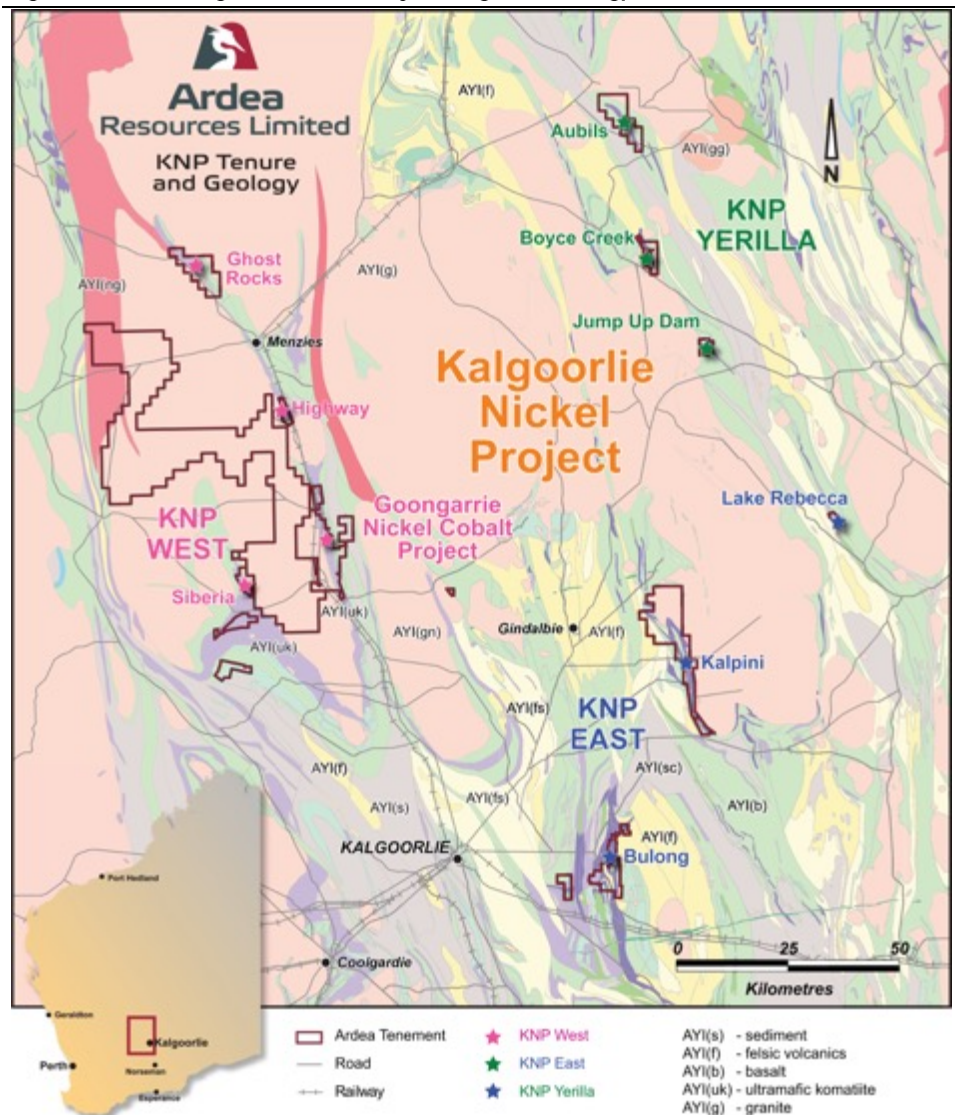 Ardea
Resources Limited
KNP Tenure
and Geology
AYI(f)
Aubils
AYI(gg)
N
KNP
YERILLA
Boyce Creek
Ghost
Rocks
AYI(g)
AYI(ng)
Jump Up Dam
Menzies
Kalgoorlie
Nickel
Project
Highway
Lake Rebecca
Goongarrie
Nickel Cobalt
Project
KNP
WEST
Siberia
AYI(uk)
AYI(uk)
AYI(gn)
Gindalbie
AYI(f)
Kalpini
AYI(fs)
KNP
EAST
AYI(f)
AYI(sc)
AYI(s)
AYI(fs)
AYI(b)
AYI(f)
KALGOORLIE
Bulong
Coolgardie
0 25 50
Kilometres
Port Hedland
Geraldton
Kalgoorlie
Perth
Norseman
Esperance
Ardea Tenement
Road
Railway
KNP West
KNP East
KNP Yerilla
AYI(s) - sediment
AYI(f) - felsic volcanics
AYI(b) - basalt
AYI(uk) - ultramafic komatiite
AYI(g) - granite